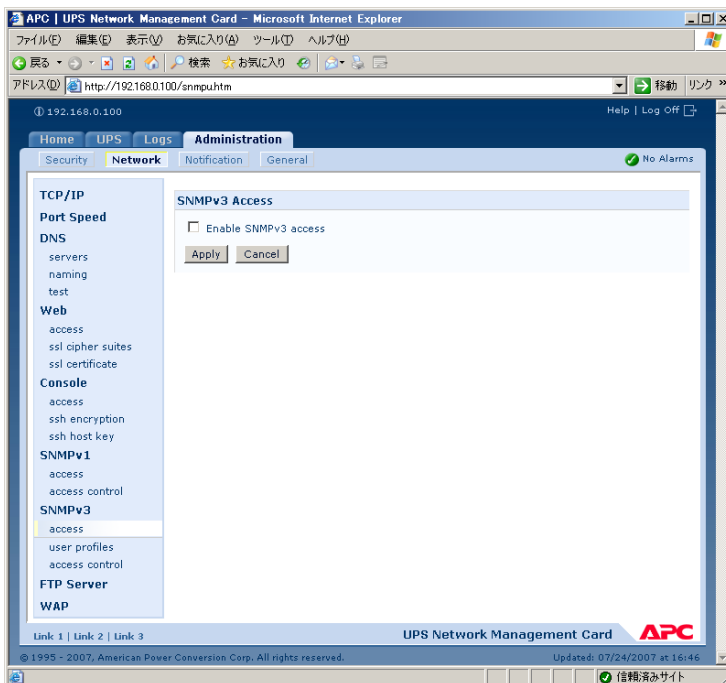 APC | UPS Network Management Card - Microsoft Internet Explorer
ファイル(F) 編集(E) 表示(V) お気に入り(A) ツール(T) ヘルプ(H)
戻る 検索 お気に入り
アドレス(D) http://192.168.0.100/snmpu.htm 移動 リンク »
192.168.0.100 Help | Log Off
Home UPS Logs Administration
Security Network Notification General No Alarms
TCP/IP
Port Speed
DNS
servers
naming
test
Web
access
ssl cipher suites
ssl certificate
Console
access
ssh encryption
ssh host key
SNMPv1
access
access control
SNMPv3
access
user profiles
access control
FTP Server
WAP
SNMPv3 Access
Enable SNMPv3 access
Apply Cancel
Link 1 | Link 2 | Link 3 UPS Network Management Card APC
© 1995 - 2007, American Power Conversion Corp. All rights reserved. Updated: 07/24/2007 at 16:46
信頼済みサイト